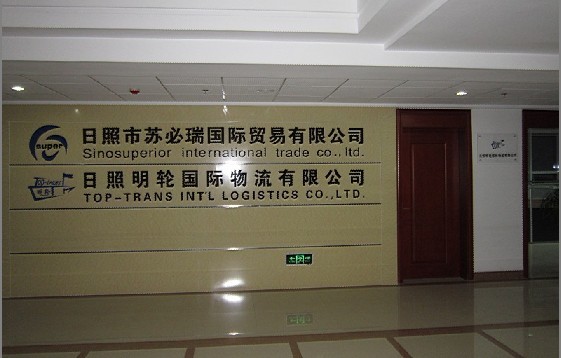 super
日照市苏必瑞国际贸易有限公司
Sinosuperior international trade co.,ltd.
日照明轮国际物流有限公司
TOP-TRANS INT'L LOGISTICS CO.,LTD.